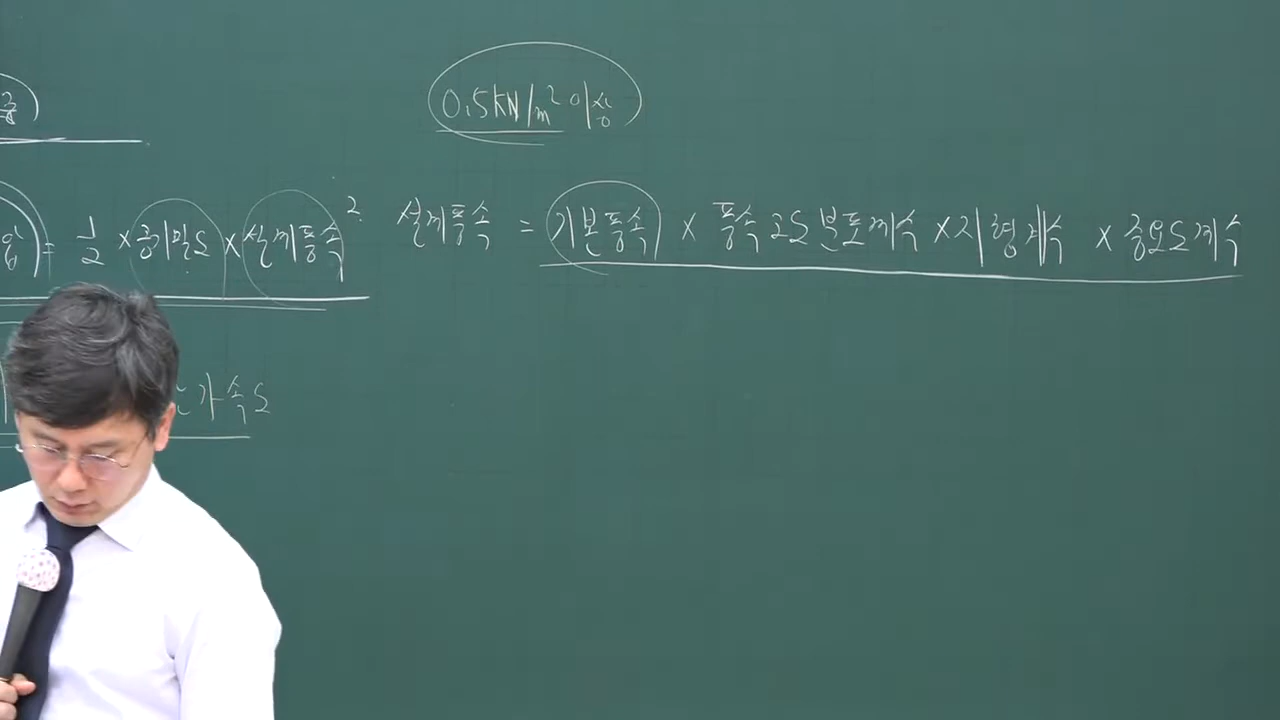 0.5kN/m² 이상
= 1/2 × 공기밀도 × 설계풍속²
설계풍속 = 기본풍속 × 풍속고도분포계수 × 지형계수 × 중요도계수
가속도